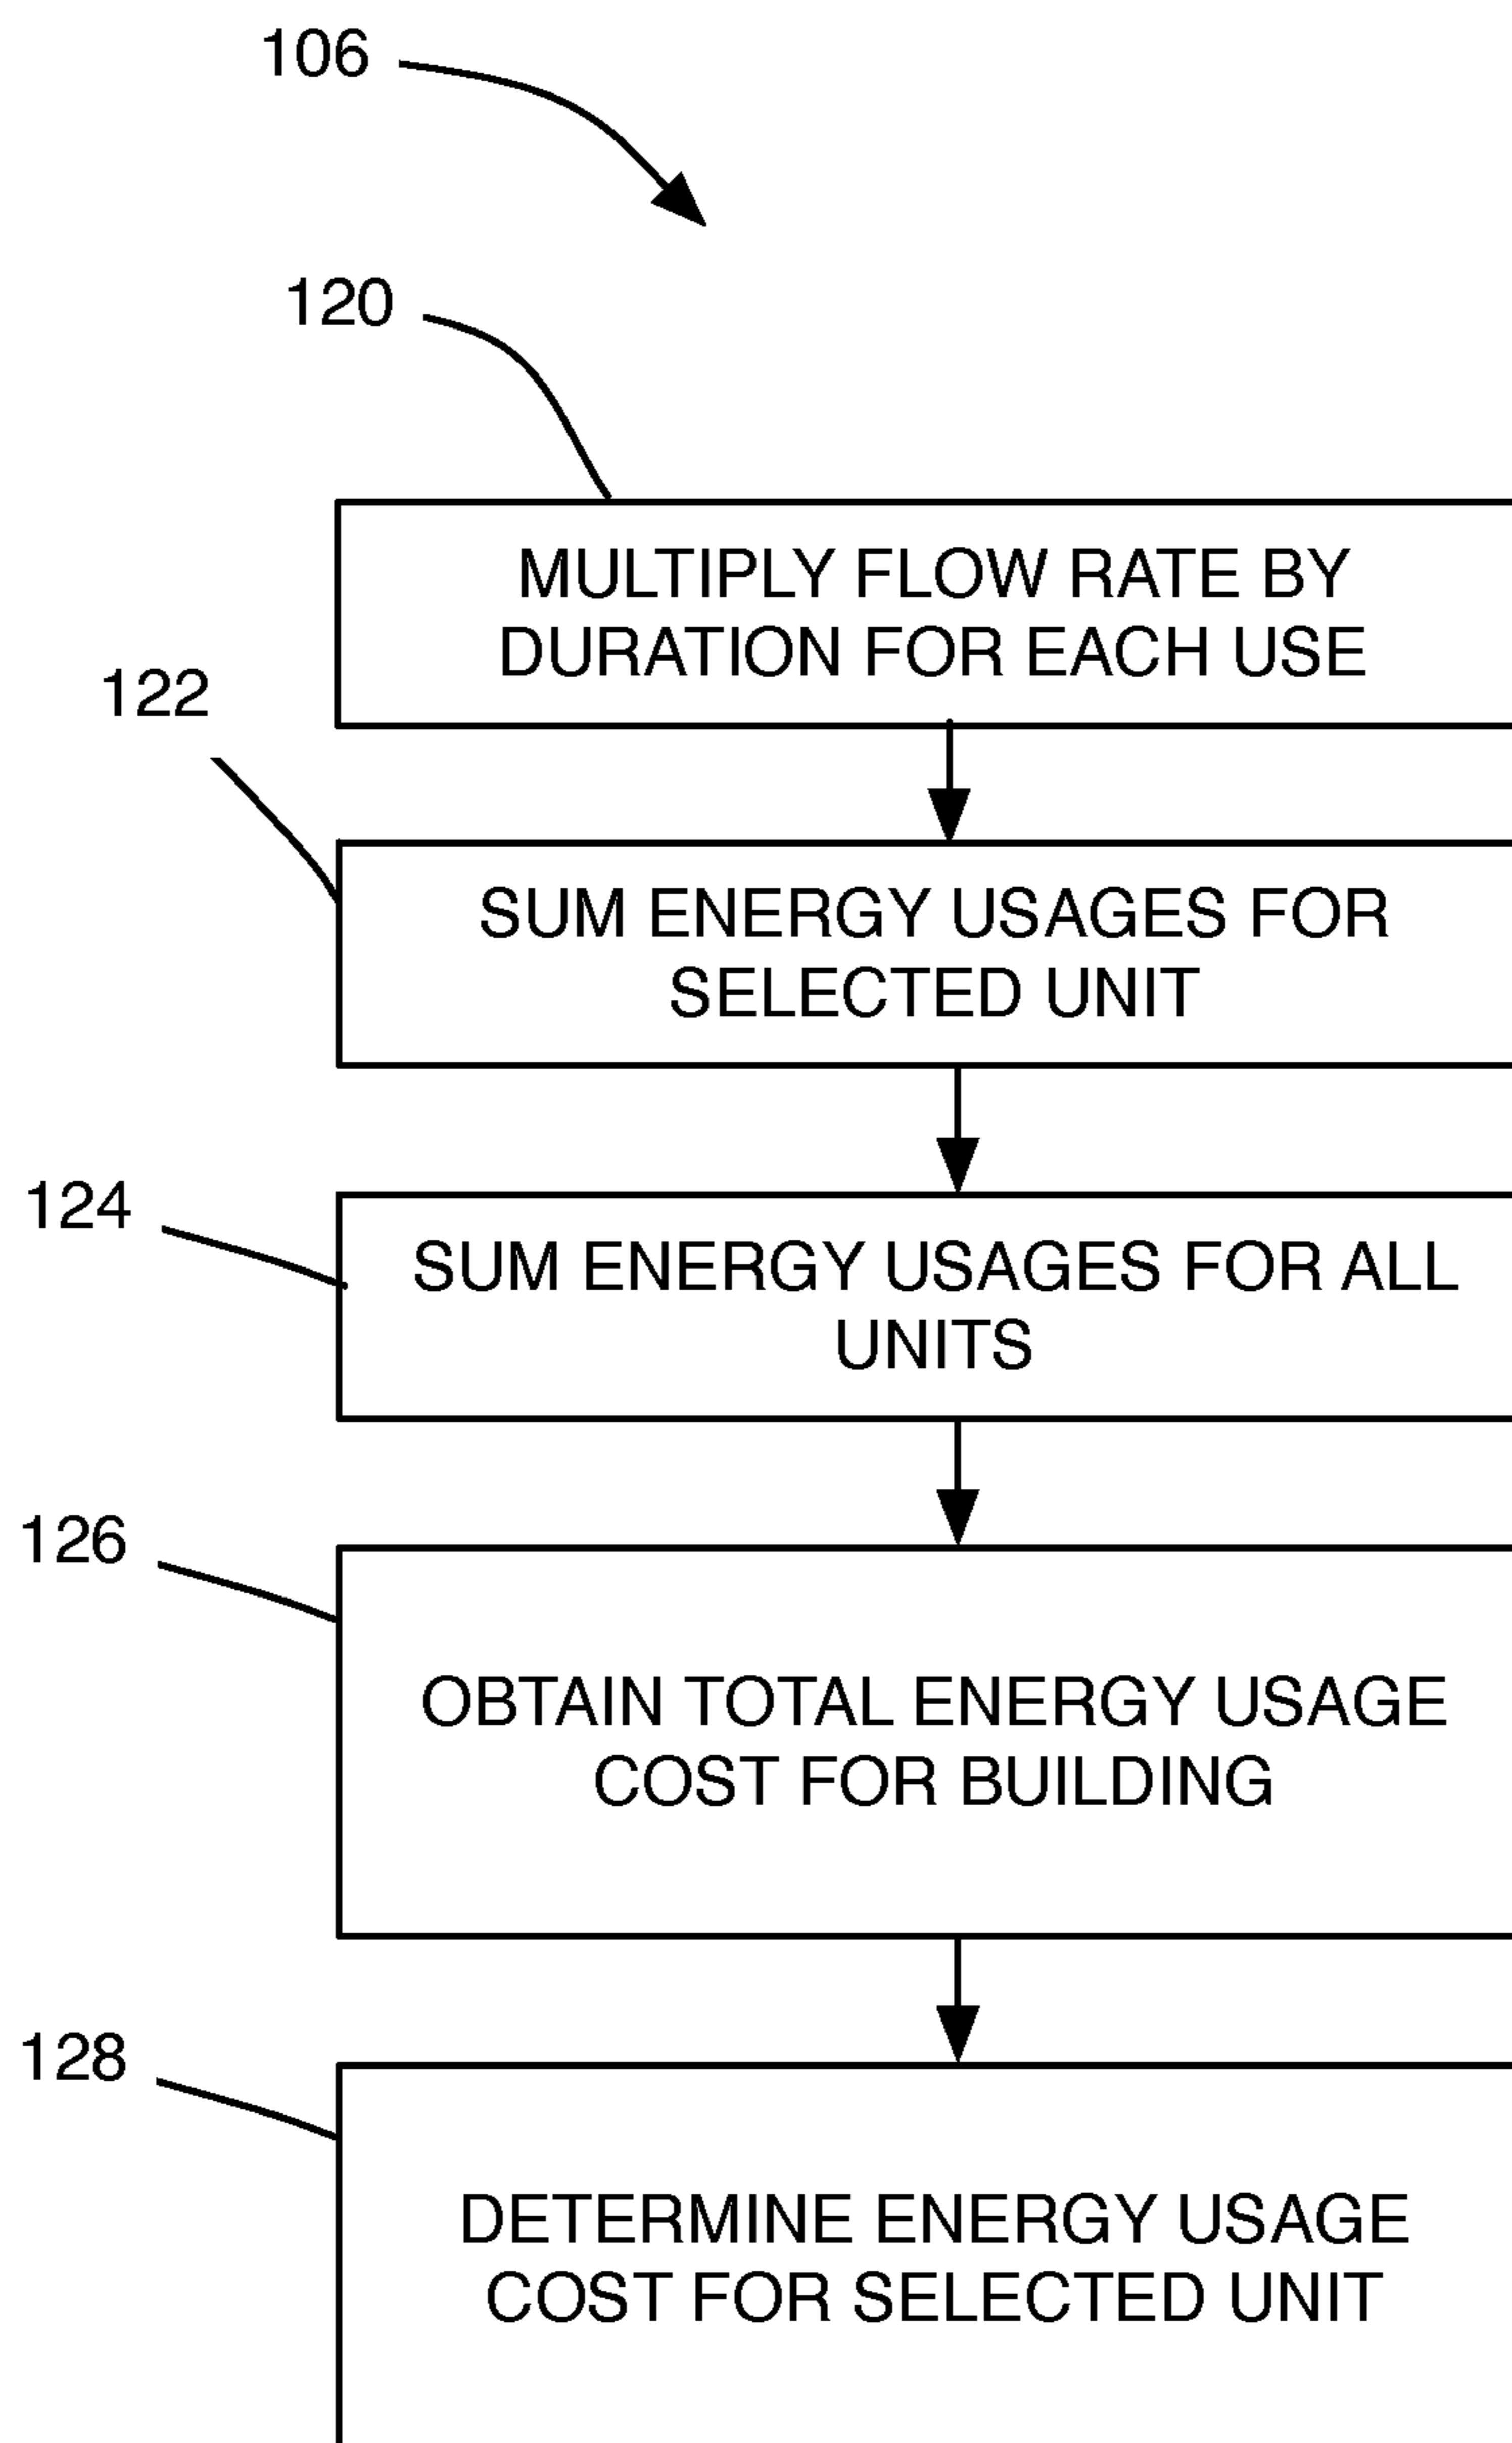 106
120
MULTIPLY FLOW RATE BY
DURATION FOR EACH USE
122
SUM ENERGY USAGES FOR
SELECTED UNIT
124
SUM ENERGY USAGES FOR ALL
UNITS
126
OBTAIN TOTAL ENERGY USAGE
COST FOR BUILDING
128
DETERMINE ENERGY USAGE
COST FOR SELECTED UNIT